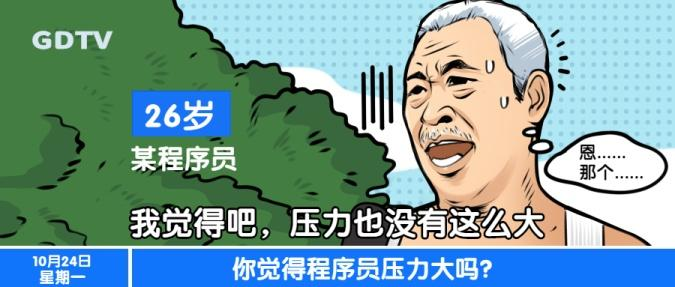 GDTV
26岁
某程序员
恩......
那个......
我觉得吧，压力也没有这么大
10月24日
星期一
你觉得程序员压力大吗?